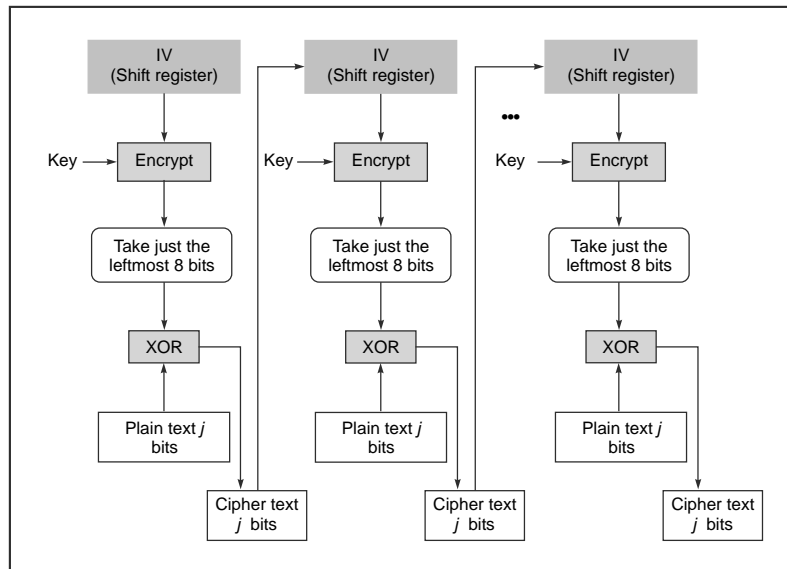 IV
(Shift register)
Key
Encrypt
Take just the
leftmost 8 bits
XOR
Plain text j
bits
Cipher text
j bits
IV
(Shift register)
Key
Encrypt
Take just the
leftmost 8 bits
XOR
Plain text j
bits
Cipher text
j bits
•••
IV
(Shift register)
Key
Encrypt
Take just the
leftmost 8 bits
XOR
Plain text j
bits
Cipher text
j bits